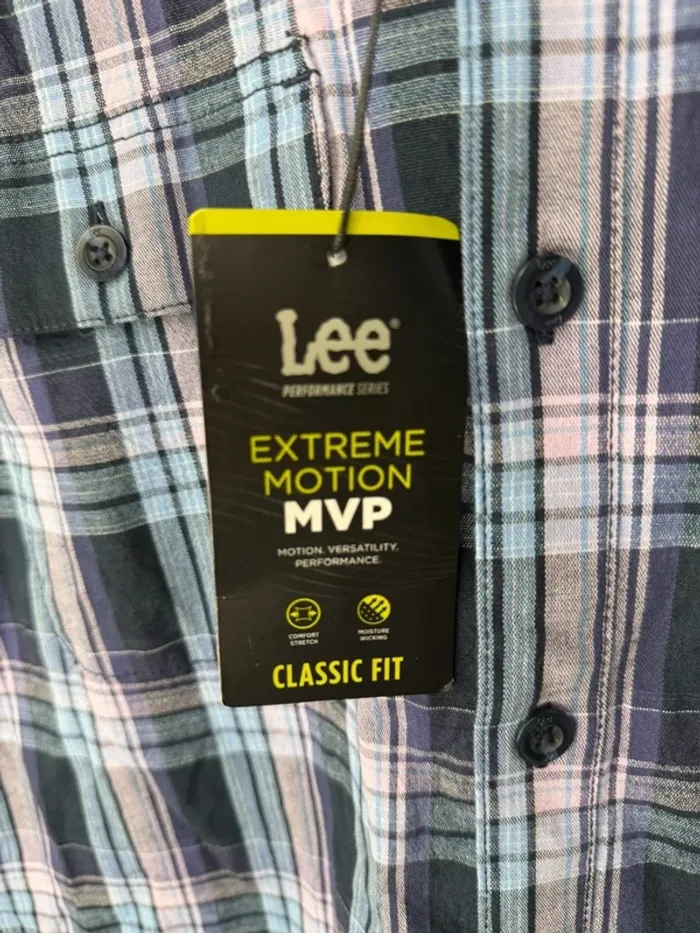 Lee®
PERFORMANCE SERIES
EXTREME
MOTION
MVP
MOTION. VERSATILITY.
PERFORMANCE.
COMFORT
STRETCH
MOISTURE
WICKING
CLASSIC FIT